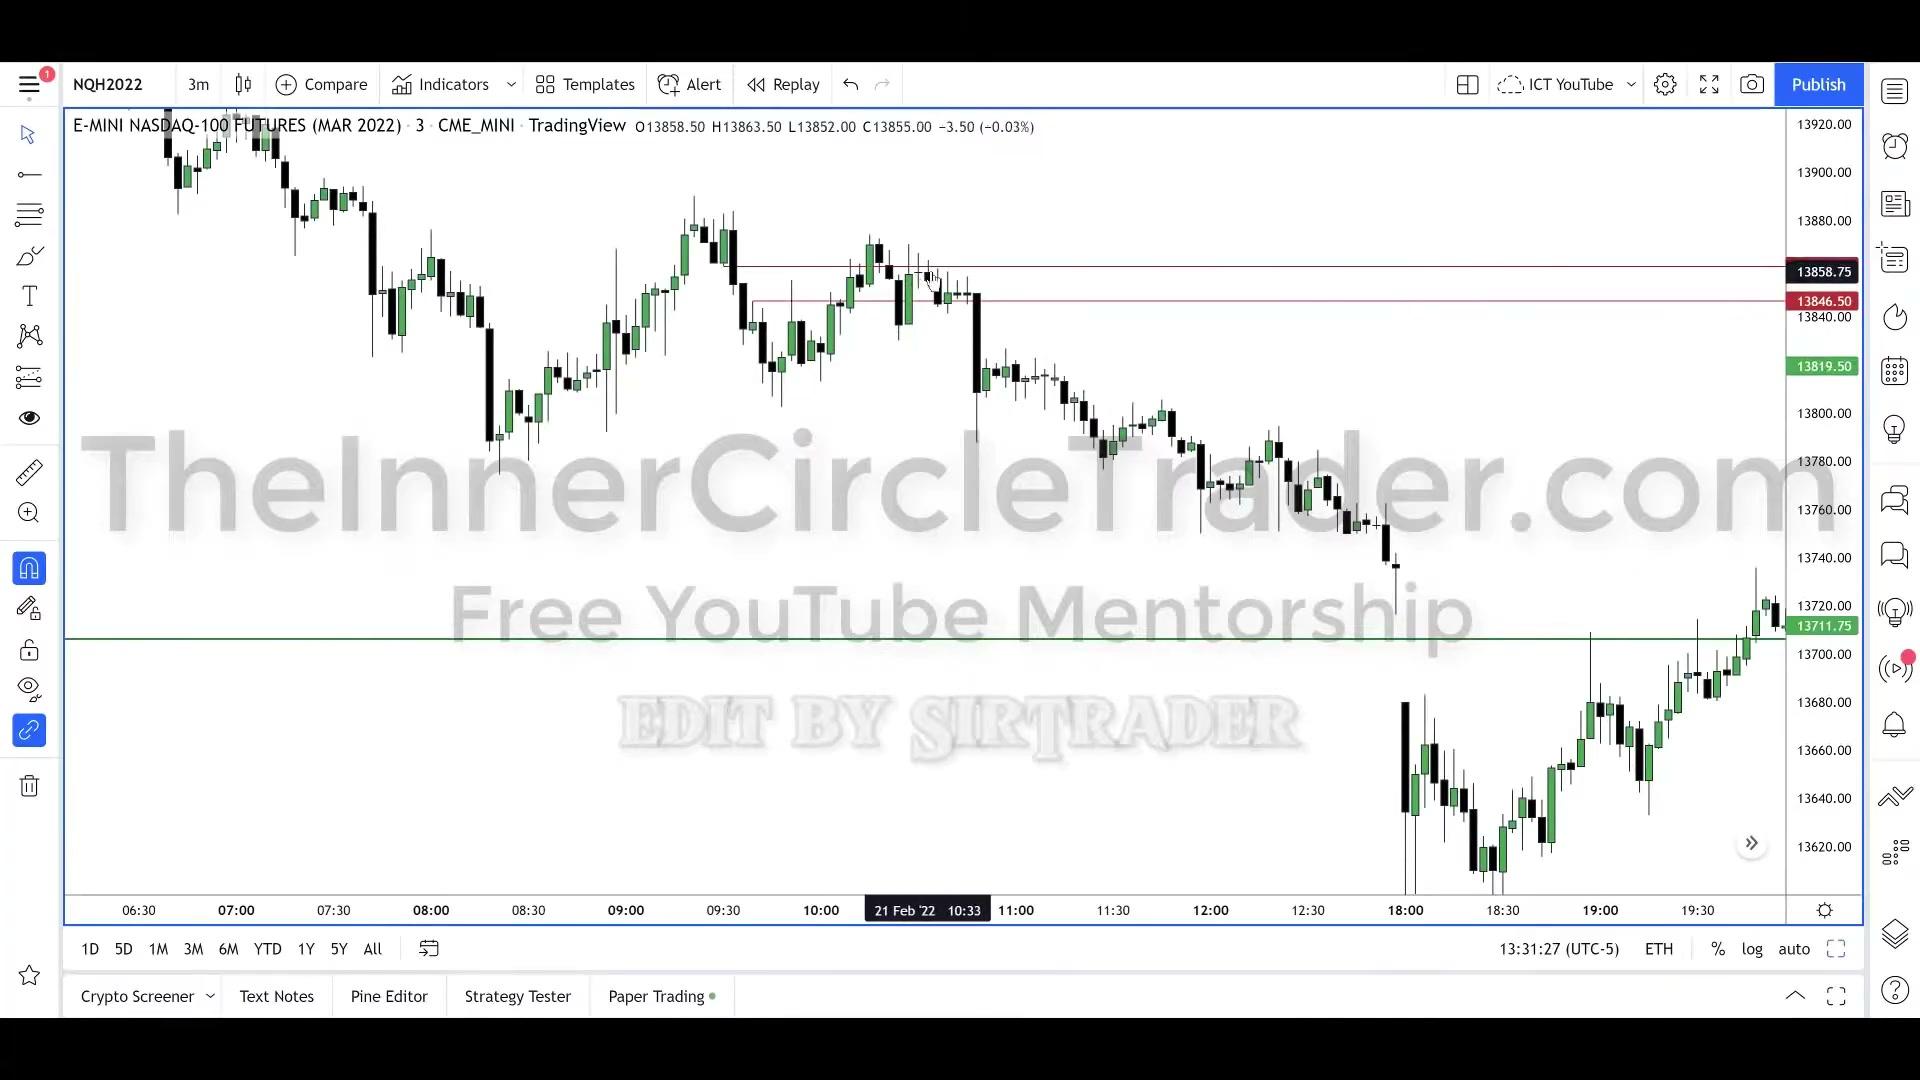 1
NQH2022 3m Compare Indicators Templates Alert Replay ICT YouTube Publish
E-MINI NASDAQ-100 FUTURES (MAR 2022) · 3 · CME_MINI · TradingView O13858.50 H13863.50 L13852.00 C13855.00 −3.50 (−0.03%)
13920.00
13900.00
13880.00
13858.75
13846.50
13840.00
13819.50
13800.00
13780.00
TheInnerCircleTrader.com
13760.00
13740.00
13720.00
Free YouTube Mentorship
13711.75
13700.00
13680.00
EDIT BY SIRTRADER
13660.00
13640.00
13620.00
06:30 07:00 07:30 08:00 08:30 09:00 09:30 10:00 21 Feb '22 10:33 11:00 11:30 12:00 12:30 18:00 18:30 19:00 19:30
1D 5D 1M 3M 6M YTD 1Y 5Y All 13:31:27 (UTC-5) ETH % log auto
Crypto Screener Text Notes Pine Editor Strategy Tester Paper Trading